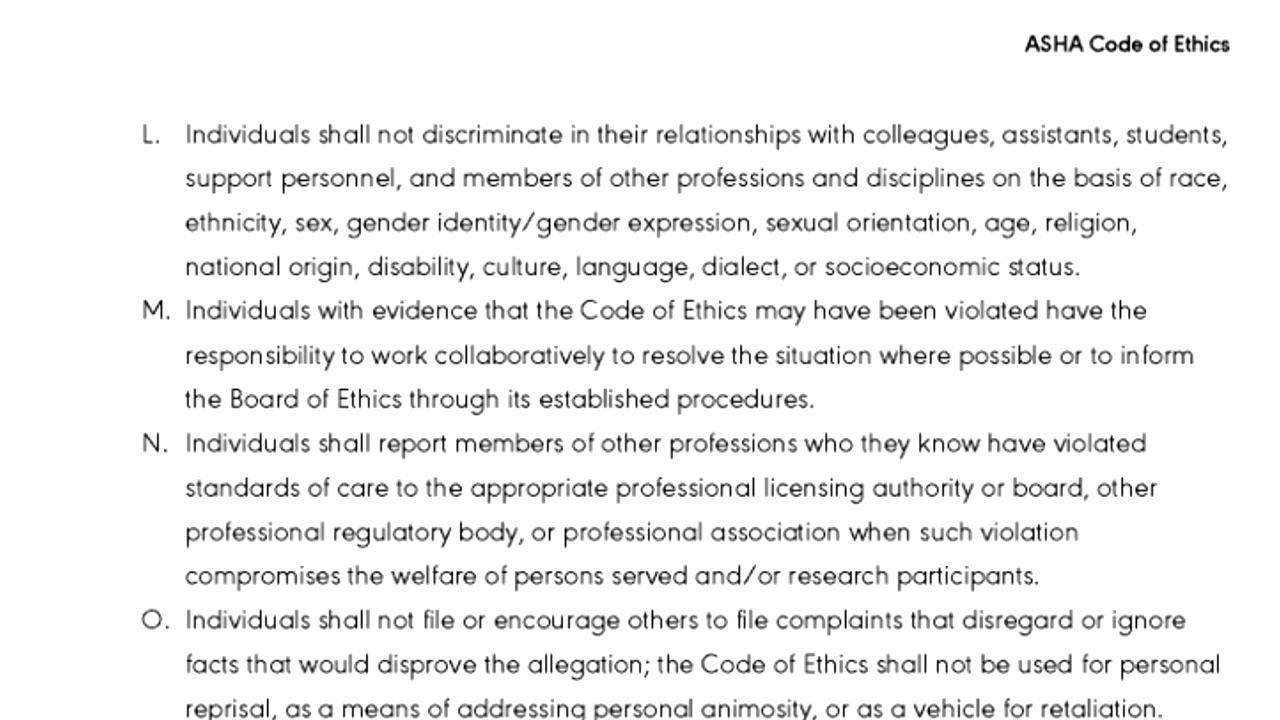 ASHA Code of Ethics
L. Individuals shall not discriminate in their relationships with colleagues, assistants, students,
support personnel, and members of other professions and disciplines on the basis of race,
ethnicity, sex, gender identity/gender expression, sexual orientation, age, religion,
national origin, disability, culture, language, dialect, or socioeconomic status.
M. Individuals with evidence that the Code of Ethics may have been violated have the
responsibility to work collaboratively to resolve the situation where possible or to inform
the Board of Ethics through its established procedures.
N. Individuals shall report members of other professions who they know have violated
standards of care to the appropriate professional licensing authority or board, other
professional regulatory body, or professional association when such violation
compromises the welfare of persons served and/or research participants.
O. Individuals shall not file or encourage others to file complaints that disregard or ignore
facts that would disprove the allegation; the Code of Ethics shall not be used for personal
reprisal, as a means of addressing personal animosity, or as a vehicle for retaliation.